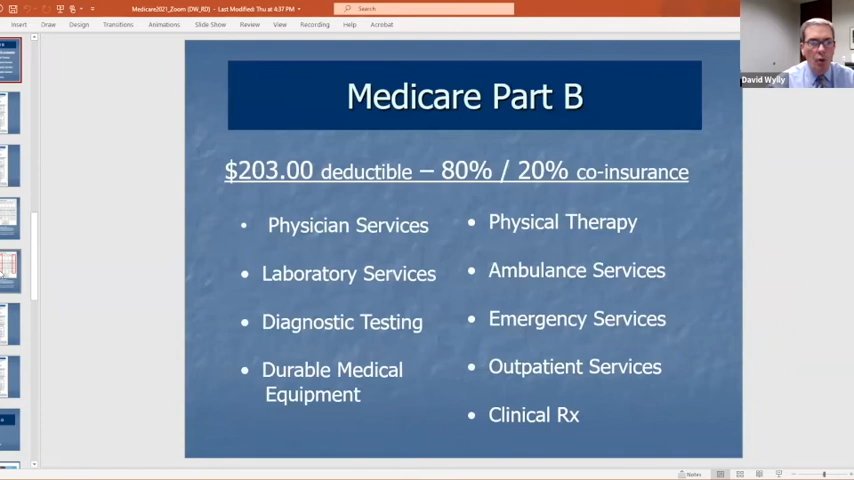 Medicare2021_Zoom (DW_RD) - Last Modified: Thu at 4:37 PM
Search
Insert Draw Design Transitions Animations Slide Show Review View Help Recording Acrobat
David Wylly
Medicare Part B
$203.00 deductible – 80% / 20% co-insurance
• Physician Services
• Laboratory Services
• Diagnostic Testing
• Durable Medical
Equipment
• Physical Therapy
• Ambulance Services
• Emergency Services
• Outpatient Services
• Clinical Rx
Notes